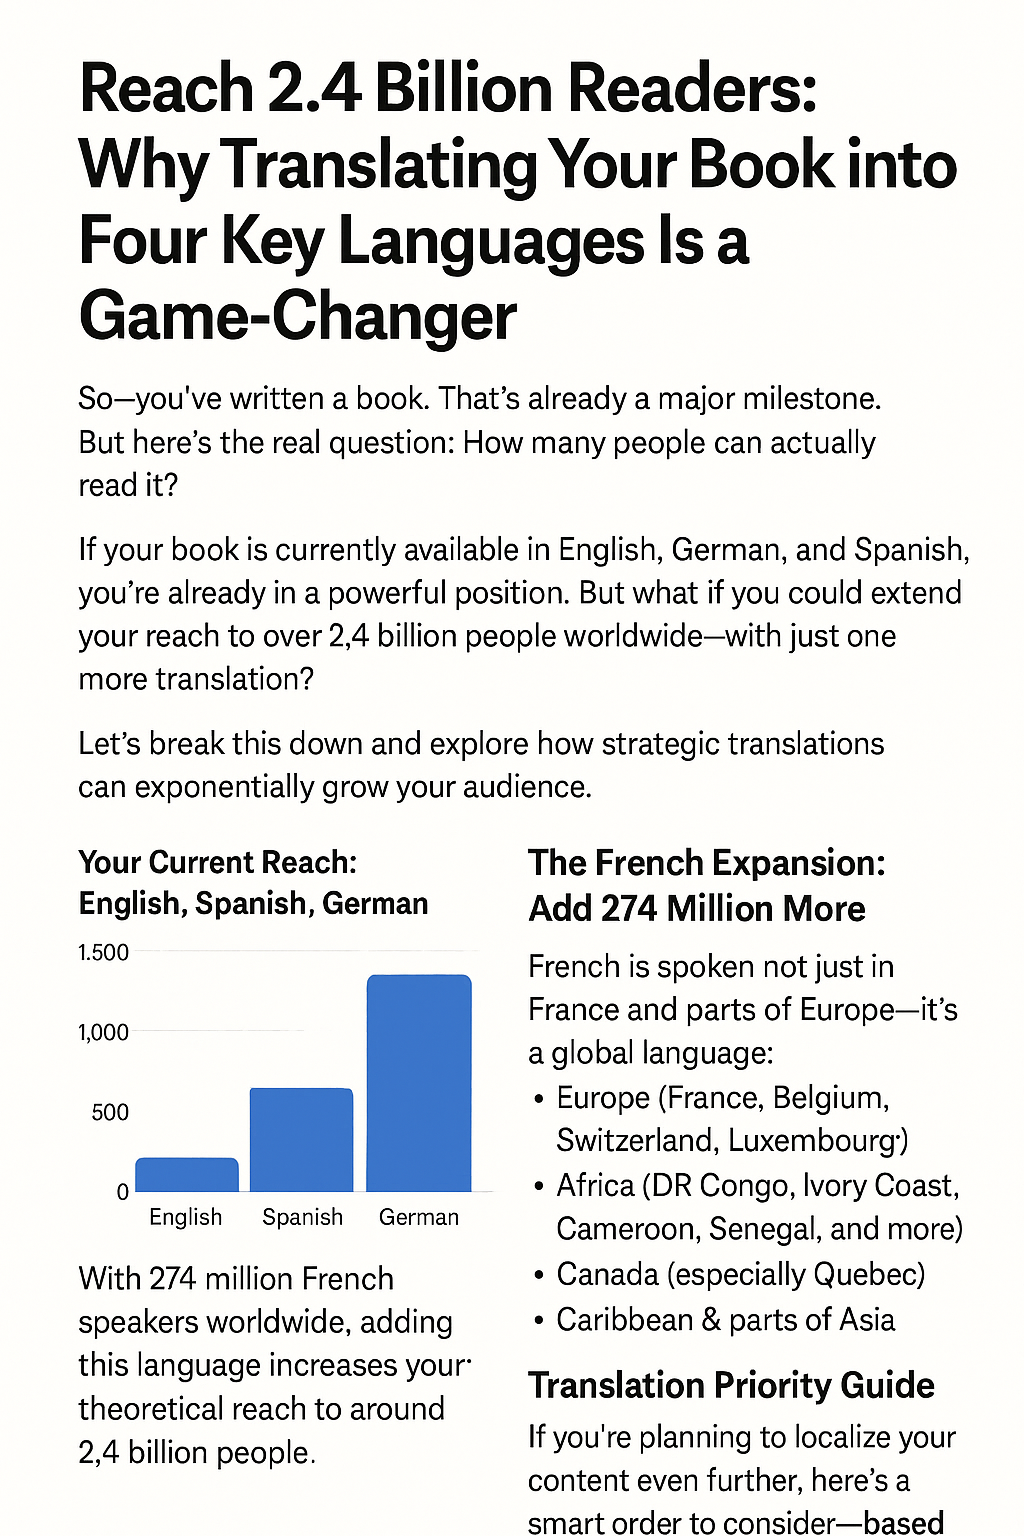 Reach 2.4 Billion Readers:
Why Translating Your Book into
Four Key Languages Is a
Game-Changer
So—you've written a book. That’s already a major milestone.
But here’s the real question: How many people can actually
read it?
If your book is currently available in English, German, and Spanish,
you’re already in a powerful position. But what if you could extend
your reach to over 2,4 billion people worldwide—with just one
more translation?
Let’s break this down and explore how strategic translations
can exponentially grow your audience.
Your Current Reach:
English, Spanish, German
1.500
1,000
500
0
English Spanish German
With 274 million French
speakers worldwide, adding
this language increases your·
theoretical reach to around
2,4 billion people.
The French Expansion:
Add 274 Million More
French is spoken not just in
France and parts of Europe—it’s
a global language:
• Europe (France, Belgium,
Switzerland, Luxembourg·)
• Africa (DR Congo, Ivory Coast,
Cameroon, Senegal, and more)
• Canada (especially Quebec)
• Caribbean & parts of Asia
Translation Priority Guide
If you're planning to localize your
content even further, here’s a
smart order to consider—based